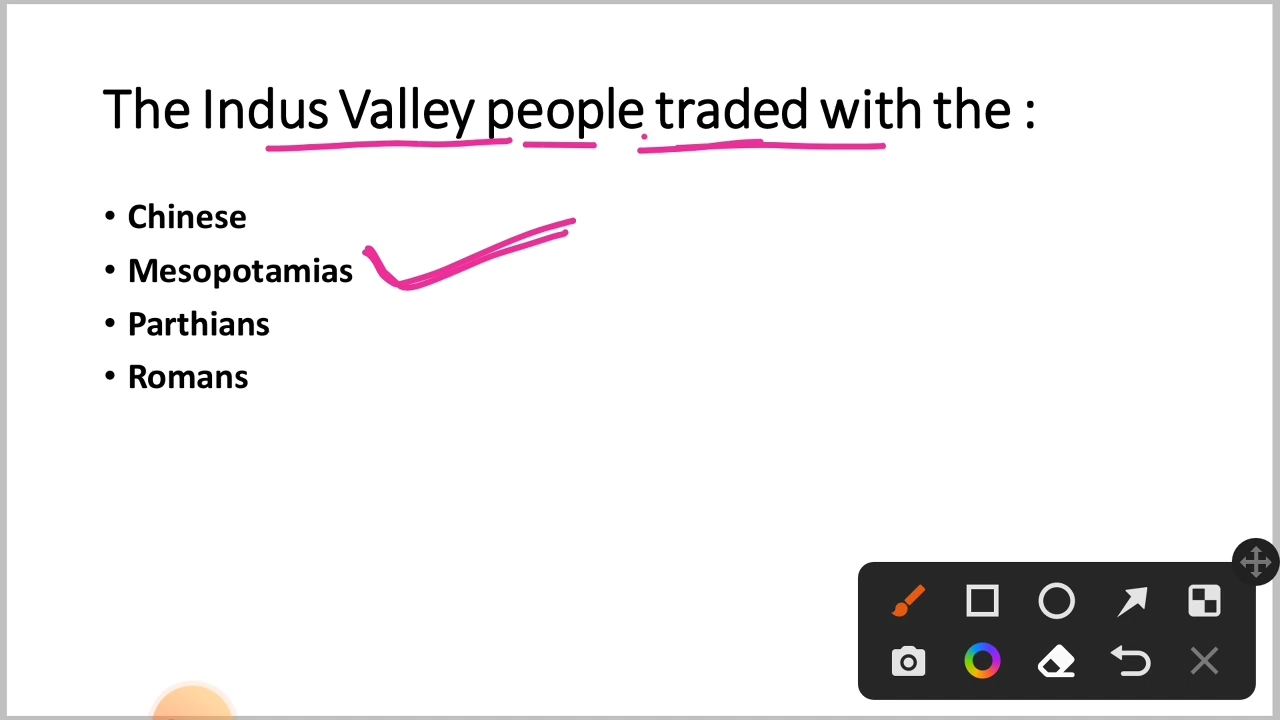 The Indus Valley people traded with the :
• Chinese
• Mesopotamias
• Parthians
• Romans